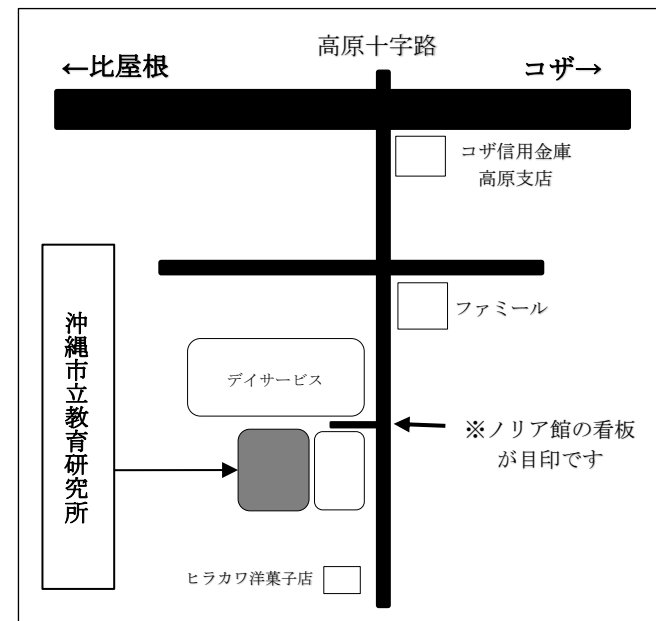 高原十字路
←比屋根
コザ→
コザ信用金庫
高原支店
ファミール
沖縄市立教育研究所
デイサービス
※ノリア館の看板
が目印です
ヒラカワ洋菓子店